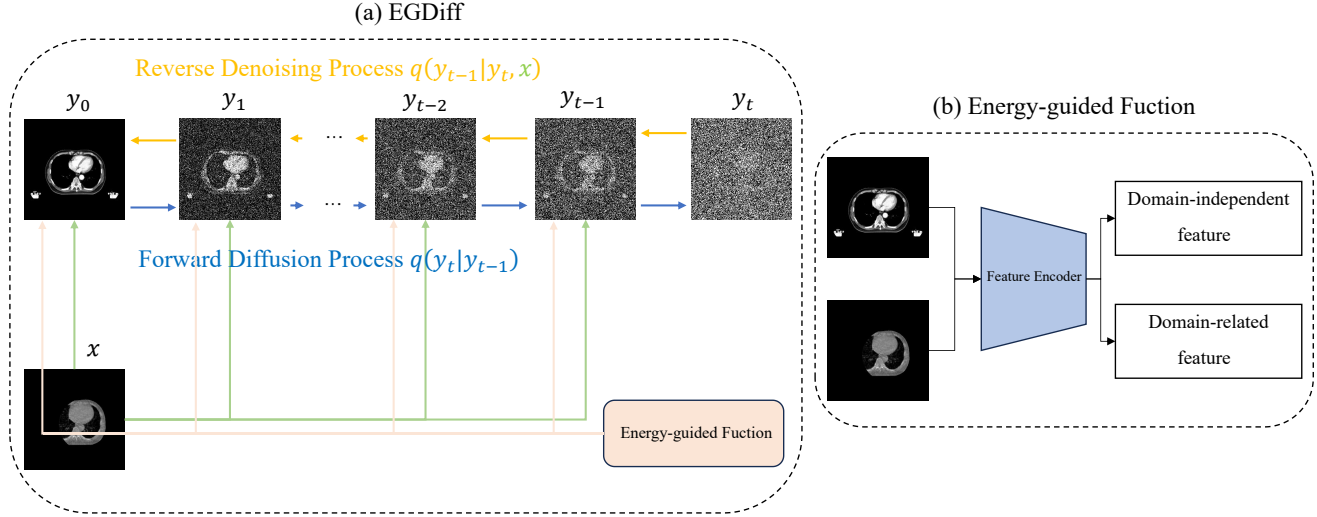 (a) EGDiff
Reverse Denoising Process q(y_{t-1}|y_t, x)
y_0 y_1 y_{t-2} y_{t-1} y_t
...
...
Forward Diffusion Process q(y_t|y_{t-1})
x
Energy-guided Fuction
(b) Energy-guided Fuction
Feature Encoder
Domain-independent
feature
Domain-related
feature